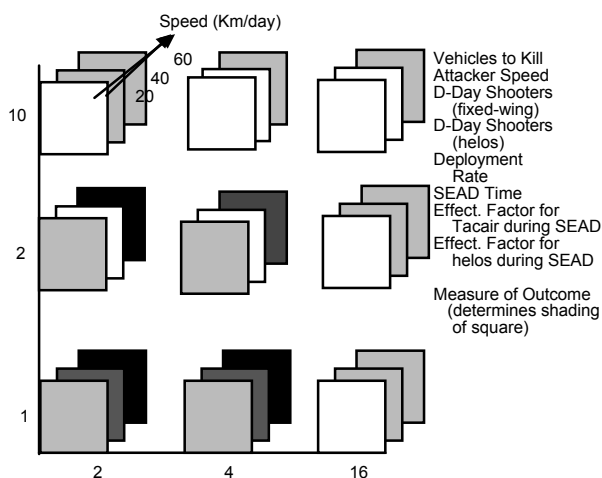 Speed (Km/day)
60
40
20
10
2
1
2
4
16
Vehicles to Kill
Attacker Speed
D-Day Shooters
(fixed-wing)
D-Day Shooters
(helos)
Deployment
Rate
SEAD Time
Effect. Factor for
Tacair during SEAD
Effect. Factor for
helos during SEAD
Measure of Outcome
(determines shading
of square)